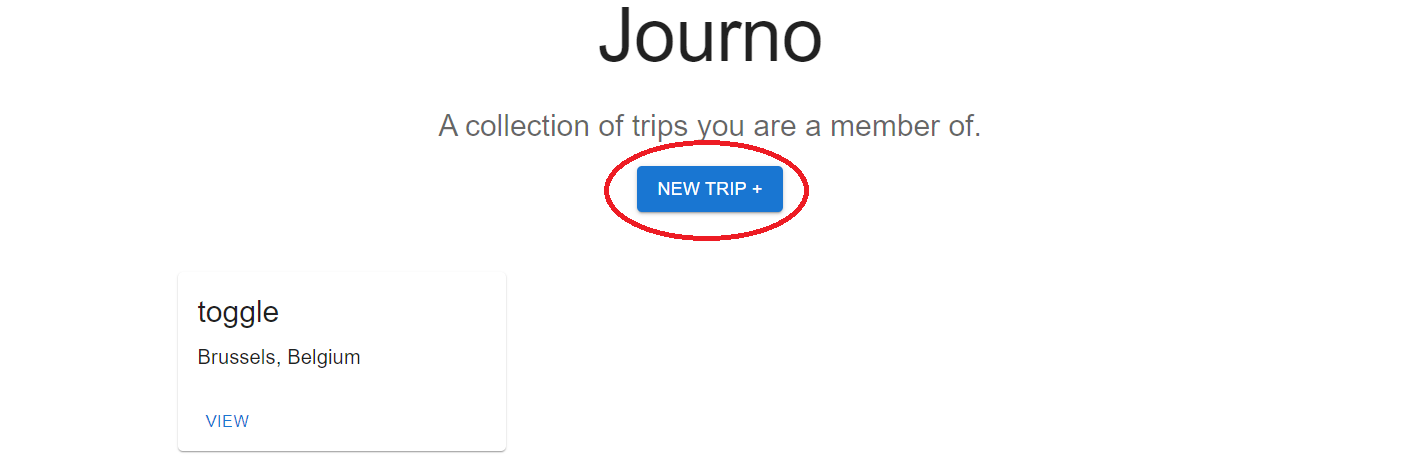 Journo
A collection of trips you are a member of.
NEW TRIP +
toggle
Brussels, Belgium
VIEW